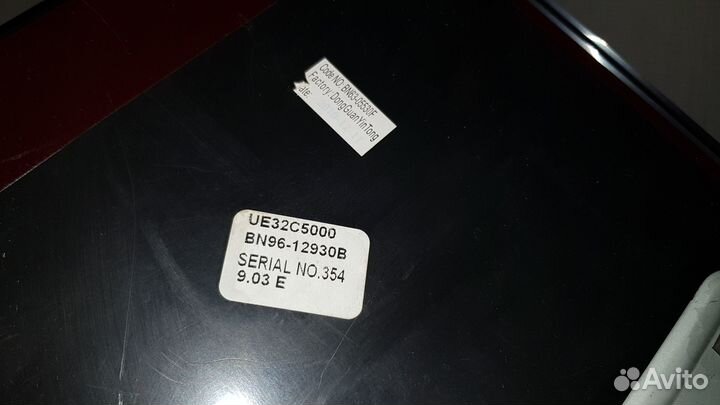 Code.NO BN63-05530F
Factory DongGuanYinTong
ate:
UE32C5000
BN96-12930B
SERIAL NO.354
9.03 E
Avito